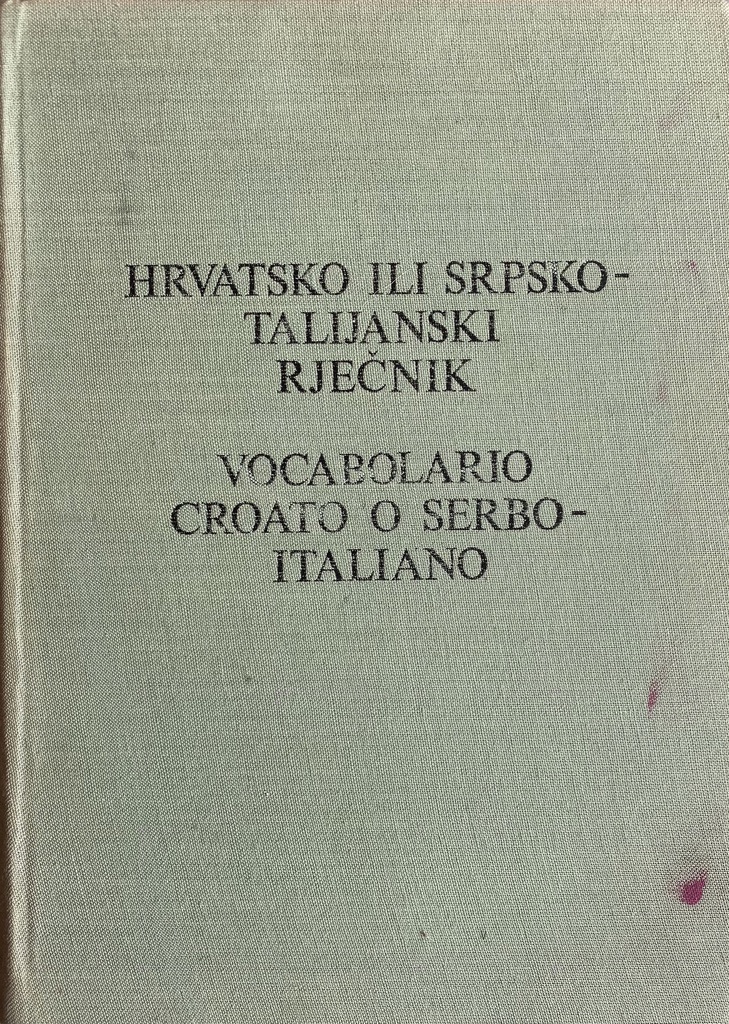 HRVATSKO ILI SRPSKO-
TALIJANSKI
RJEČNIK
VOCABOLARIO
CROATO O SERBO-
ITALIANO